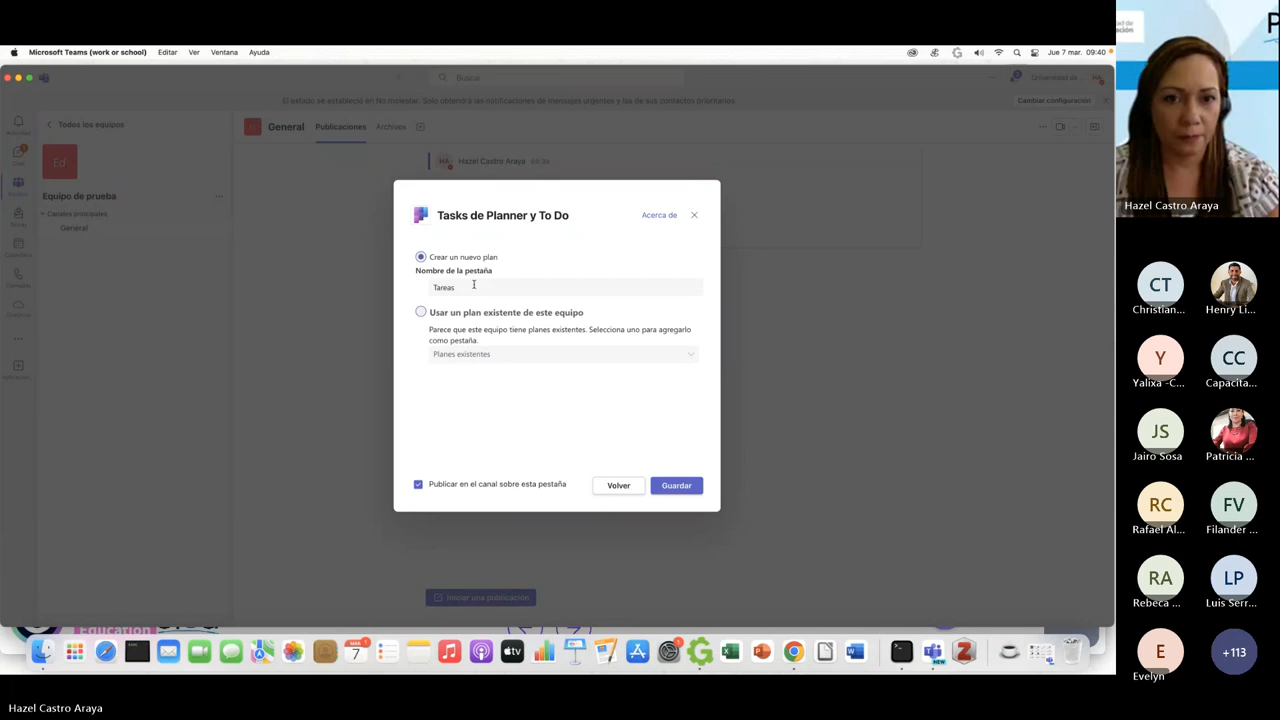 Microsoft Teams (work or school) Editar Ver Ventana Ayuda
Jue 7 mar. 09:40
Buscar
Universidad de ...
HA
El estado se estableció en No molestar. Solo obtendrá las notificaciones de mensajes urgentes y las de sus contactos prioritarios.
Cambiar configuración
Todos los equipos
General Publicaciones Archivos
Ed
Hazel Castro Araya
Equipo de prueba
Canales principales
General
Tasks de Planner y To Do
Acerca de
Crear un nuevo plan
Nombre de la pestaña
Tareas
Usar un plan existente de este equipo
Parece que este equipo tiene planes existentes. Selecciona uno para agregarlo
como pestaña.
Planes existentes
Publicar en el canal sobre esta pestaña
Volver
Guardar
Iniciar una publicación
Education
Hazel Castro Araya
CT
Christian...
Henry Li...
Y
Yalixa -C...
CC
Capacita...
JS
Jairo Sosa
Patricia ...
RC
Rafael Al...
FV
Filander ...
RA
Rebeca ...
LP
Luis Serr...
E
Evelyn
+113
Hazel Castro Araya